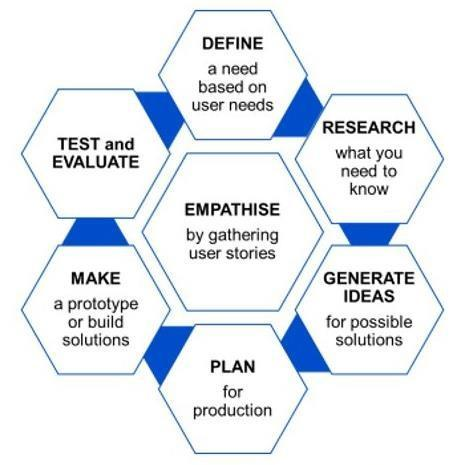 DEFINE
a need
based on
user needs
RESEARCH
what you
need to
know
GENERATE
IDEAS
for possible
solutions
PLAN
for
production
MAKE
a prototype
or build
solutions
TEST and
EVALUATE
EMPATHISE
by gathering
user stories